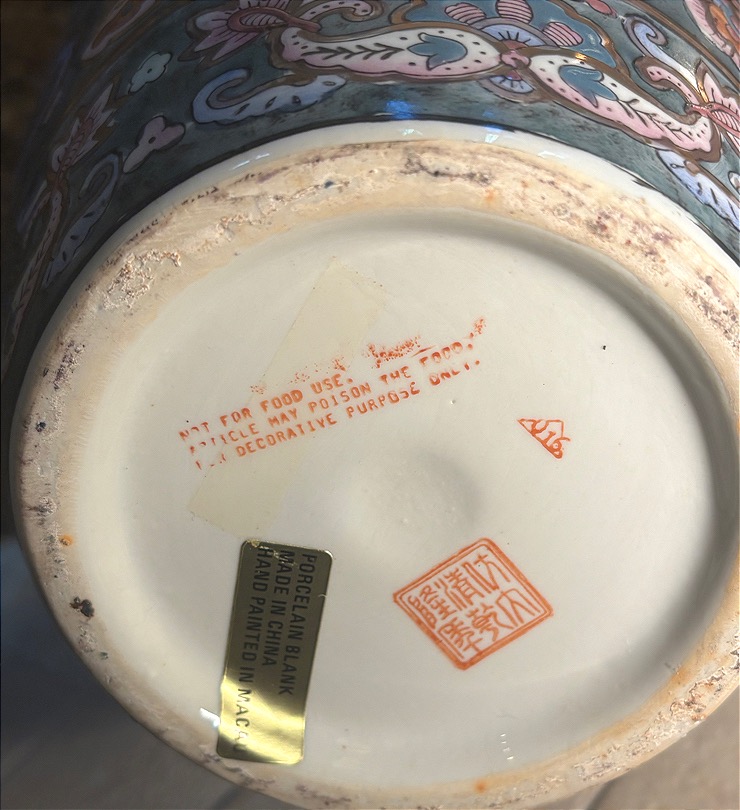 NOT FOR FOOD USE.
ARTICLE MAY POISON THE FOOD.
FOR DECORATIVE PURPOSE ONLY.
PORCELAIN BLANK
MADE IN CHINA
HAND PAINTED IN MACAU